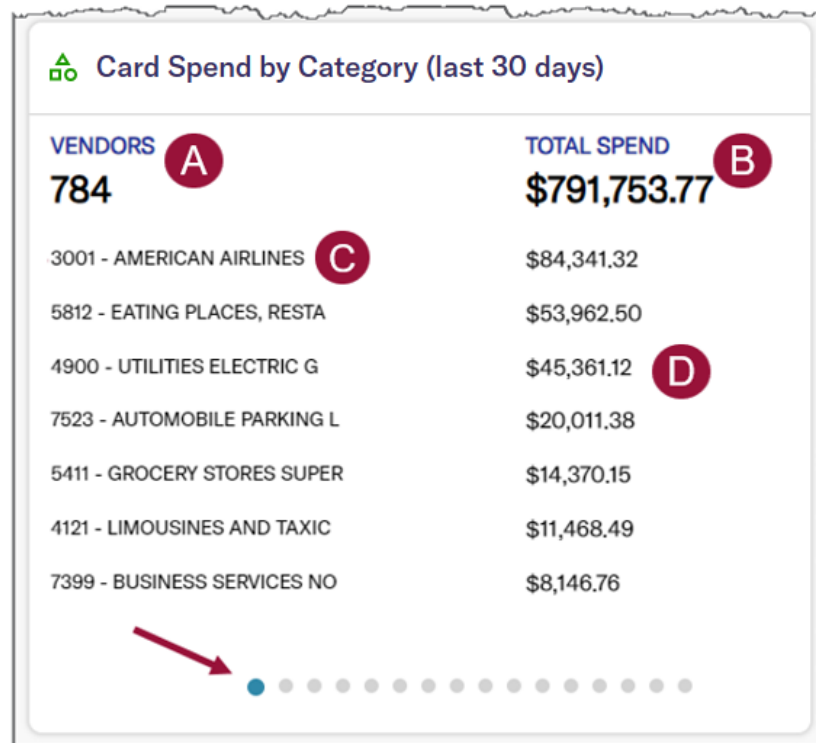 Card Spend by Category (last 30 days)
VENDORS A TOTAL SPEND B
784 $791,753.77
3001 - AMERICAN AIRLINES C $84,341.32
5812 - EATING PLACES, RESTA $53,962.50
4900 - UTILITIES ELECTRIC G $45,361.12 D
7523 - AUTOMOBILE PARKING L $20,011.38
5411 - GROCERY STORES SUPER $14,370.15
4121 - LIMOUSINES AND TAXIC $11,468.49
7399 - BUSINESS SERVICES NO $8,146.76